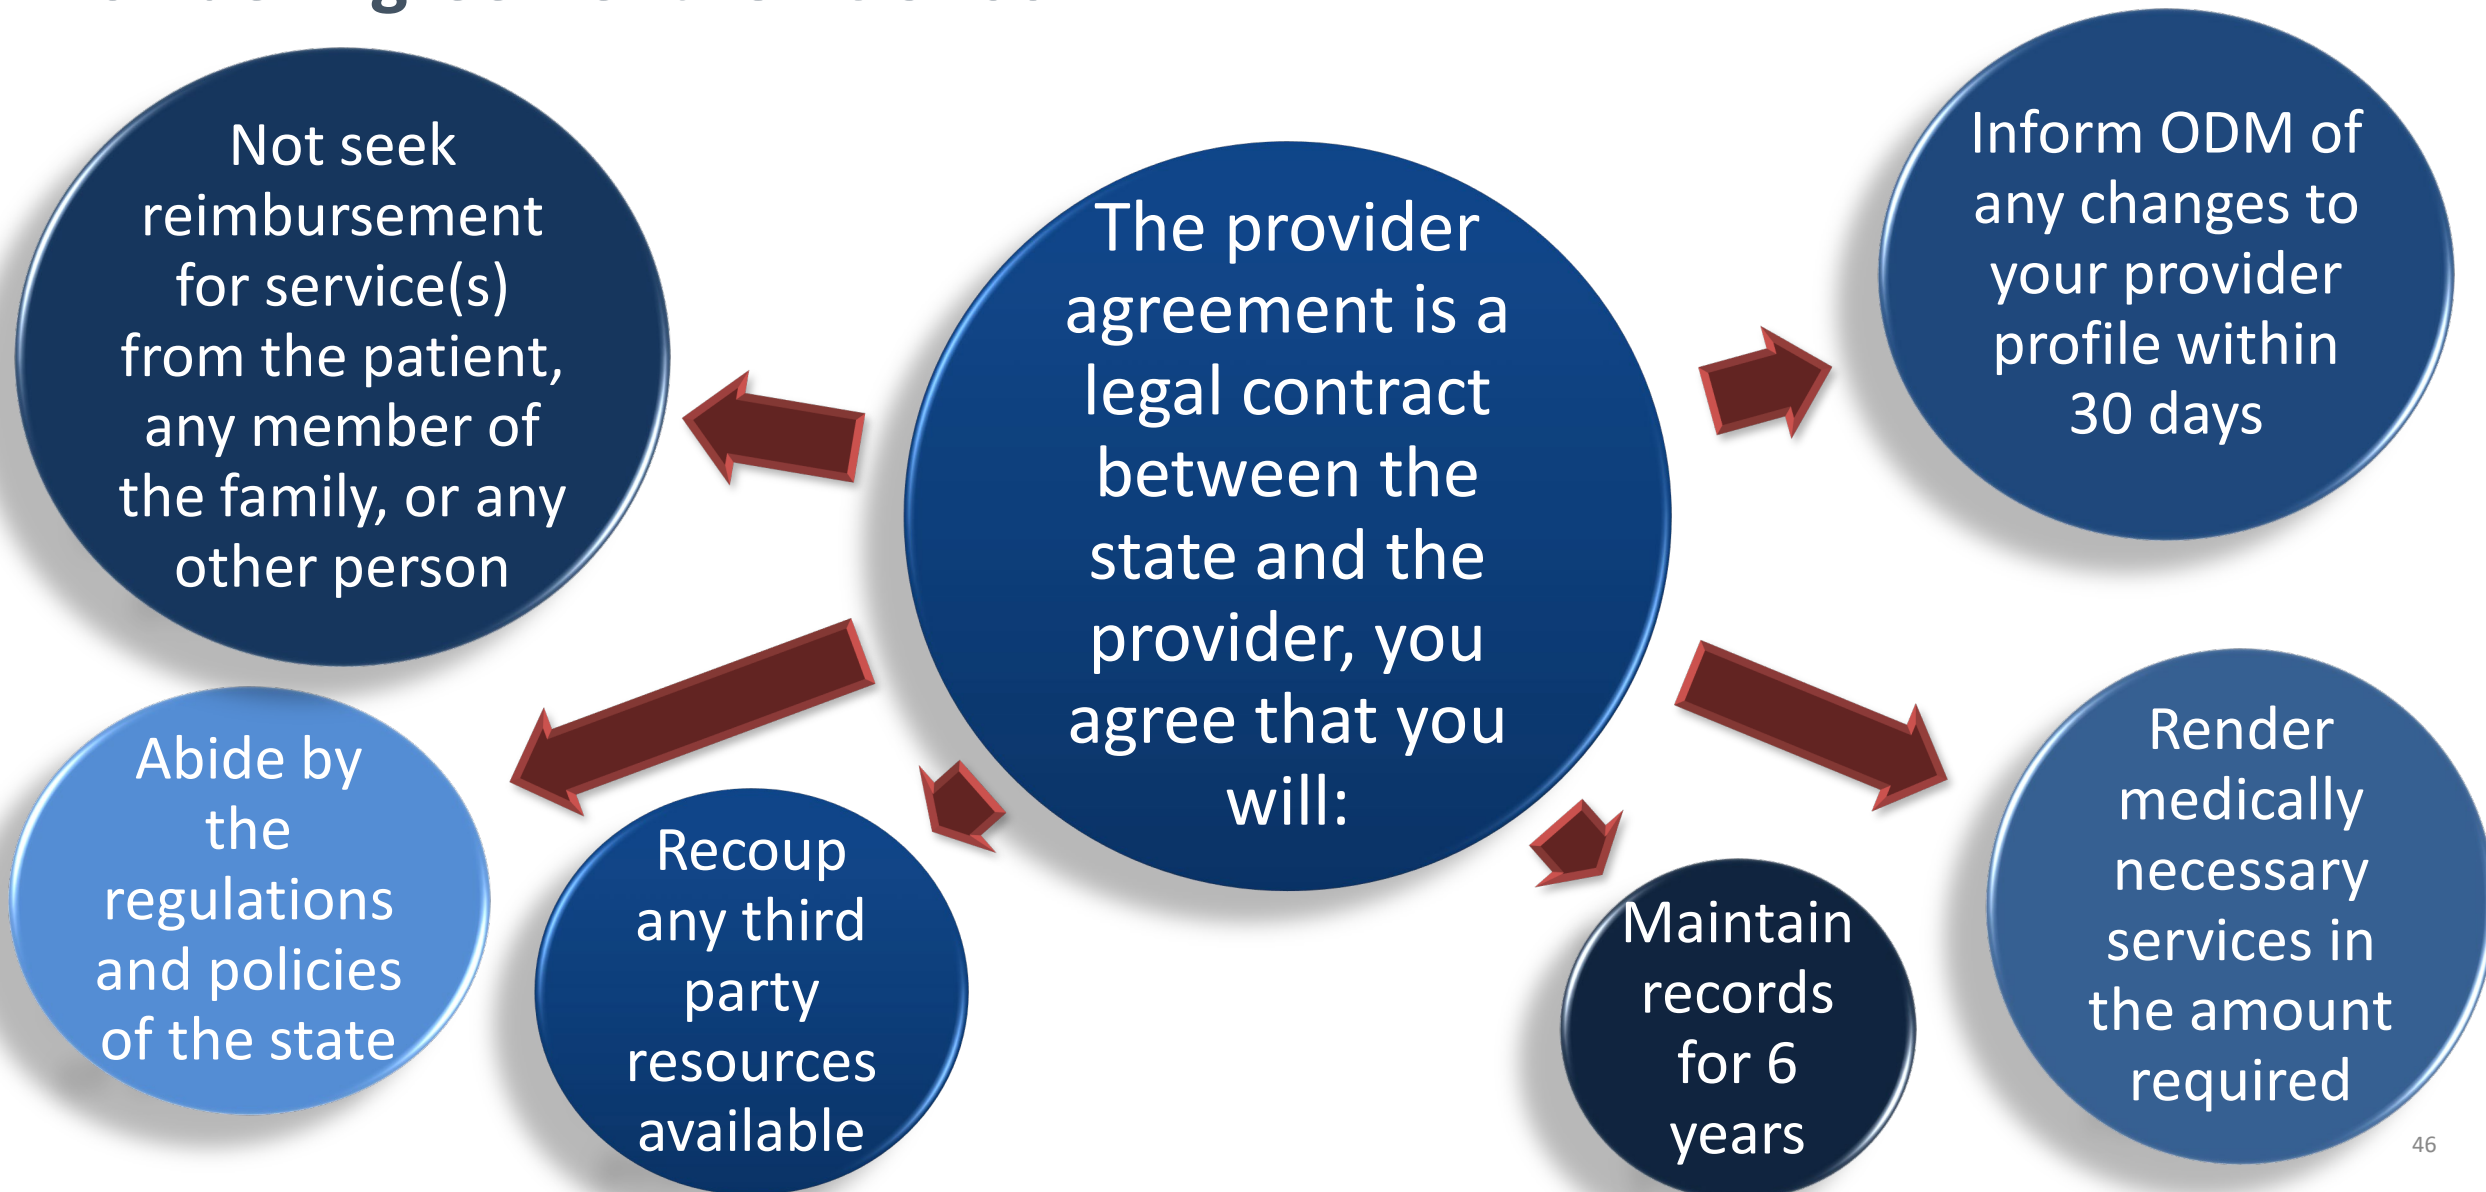 Not seek
reimbursement
for service(s)
from the patient,
any member of
the family, or any
other person
The provider
agreement is a
legal contract
between the
state and the
provider, you
agree that you
will:
Inform ODM of
any changes to
your provider
profile within
30 days
Abide by
the
regulations
and policies
of the state
Recoup
any third
party
resources
available
Maintain
records
for 6
years
Render
medically
necessary
services in
the amount
required
46